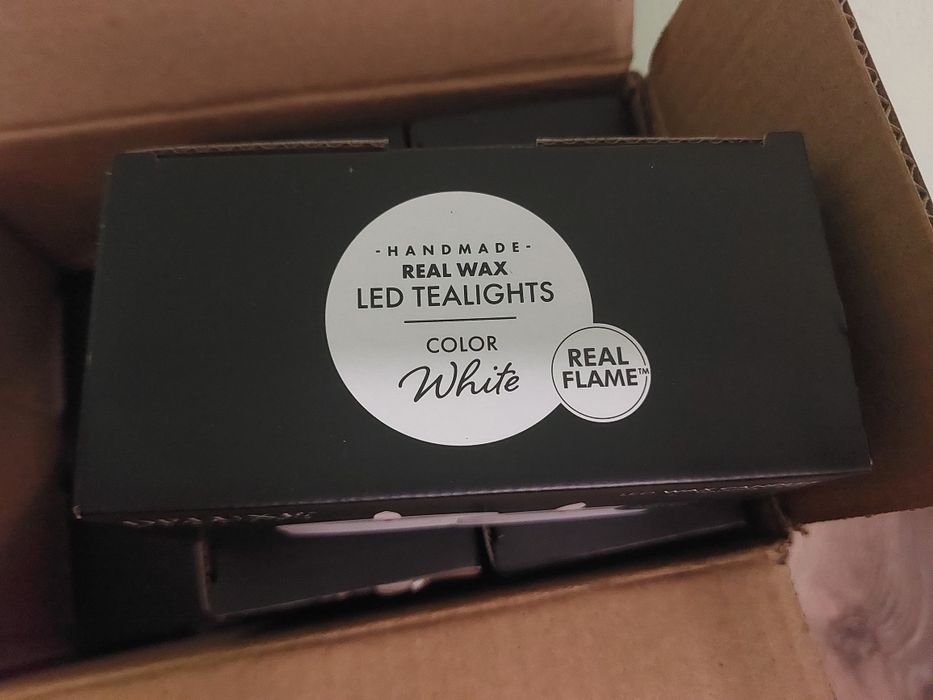 -HANDMADE-
REAL WAX
LED TEALIGHTS
COLOR
White
REAL
FLAME™